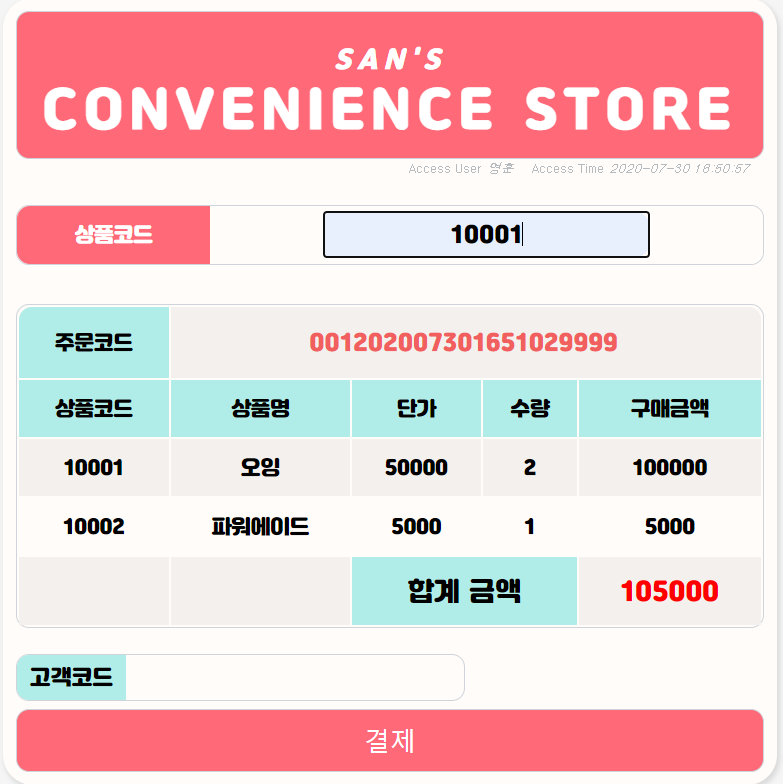 SAN'S
CONVENIENCE STORE
Access User 영훈 Access Time 2020-07-30 16:50:57
상품코드 10001
주문코드 001202007301651029999
상품코드 상품명 단가 수량 구매금액
10001 오잉 50000 2 100000
10002 파워에이드 5000 1 5000
합계 금액 105000
고객코드
결제